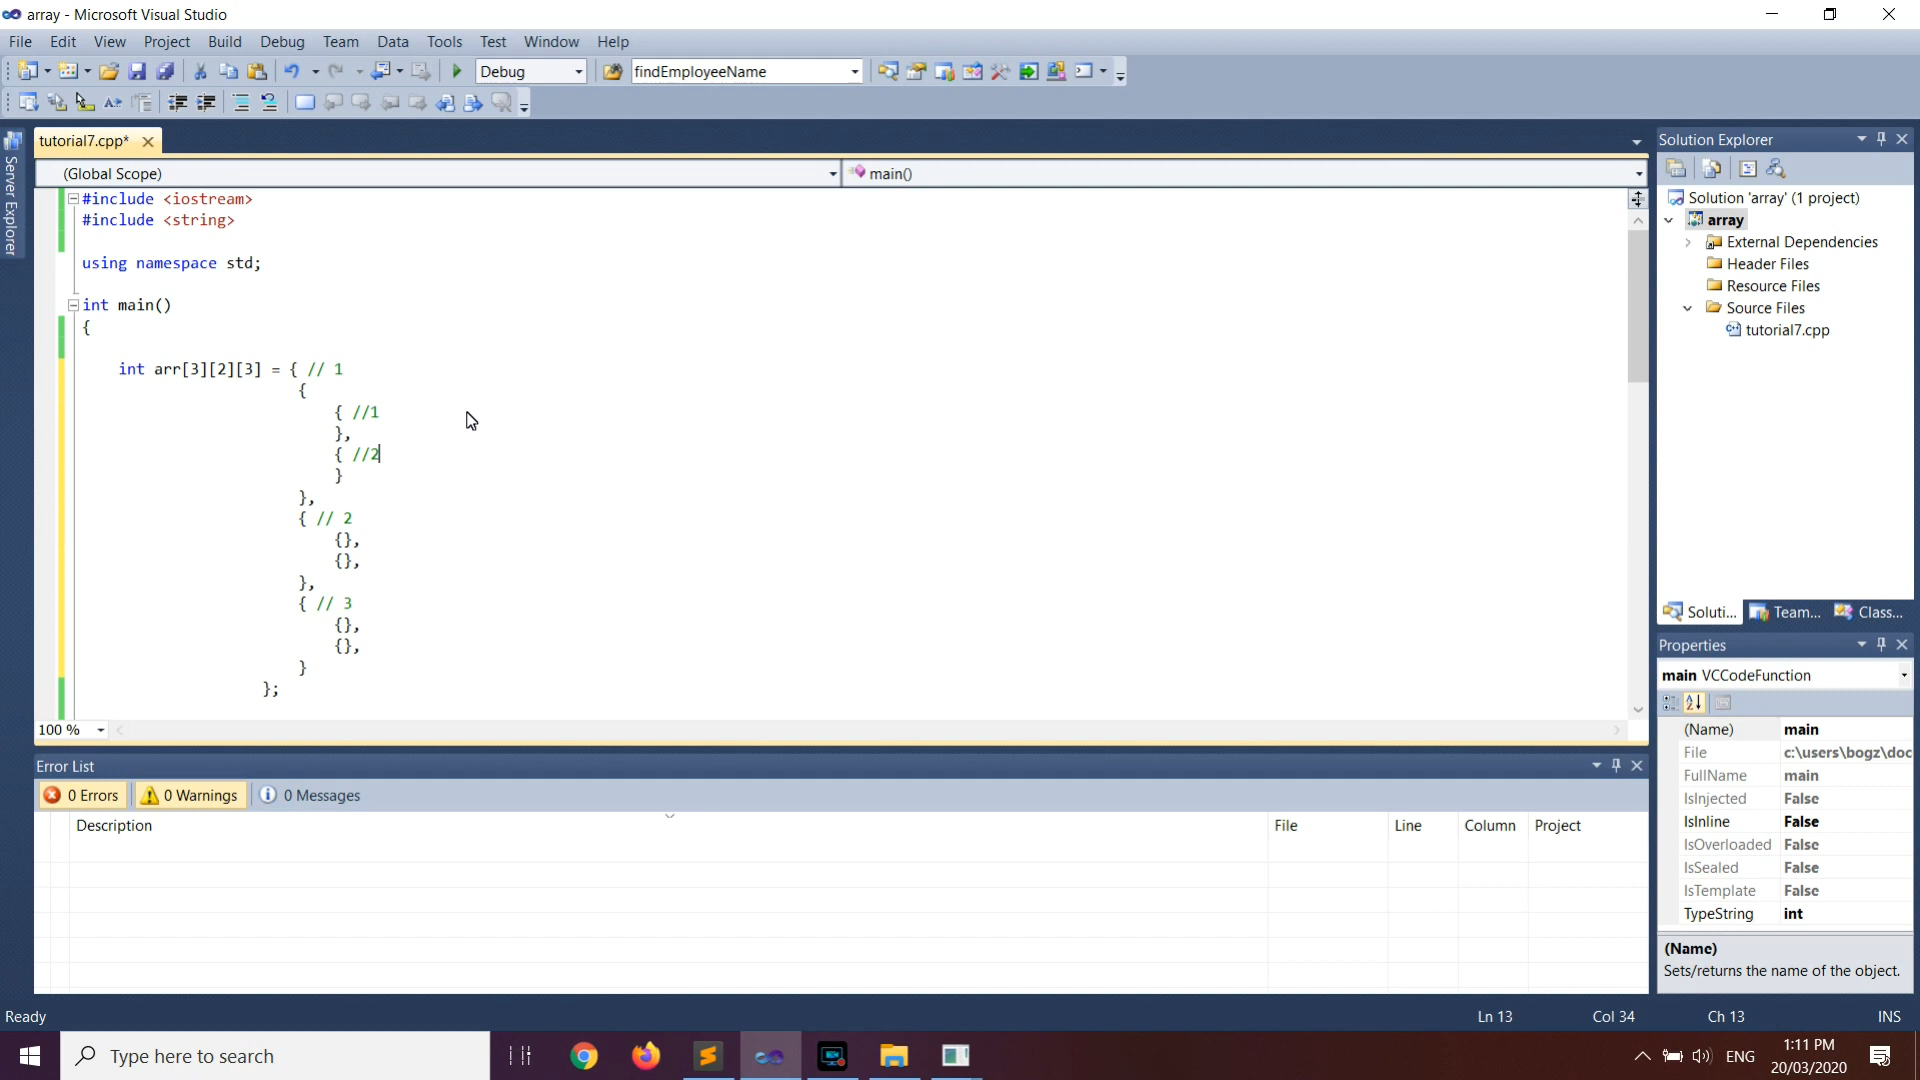 array - Microsoft Visual Studio
File Edit View Project Build Debug Team Data Tools Test Window Help
Debug findEmployeeName
tutorial7.cpp*
Solution Explorer
Server Explorer
(Global Scope) main()
#include <iostream>
#include <string>
using namespace std;
int main()
{
int arr[3][2][3] = { // 1
{
{ //1
},
{ //2
}
},
{ // 2
{},
{},
},
{ // 3
{},
{},
}
};
100 %
Solution 'array' (1 project)
array
External Dependencies
Header Files
Resource Files
Source Files
tutorial7.cpp
Soluti... Team... Class...
Properties
main VCCodeFunction
(Name) main
File c:\users\bogz\doc
FullName main
IsInjected False
IsInline False
IsOverloaded False
IsSealed False
IsTemplate False
TypeString int
(Name)
Sets/returns the name of the object.
Error List
0 Errors 0 Warnings 0 Messages
Description File Line Column Project
Ready Ln 13 Col 34 Ch 13 INS
Type here to search
ENG
1:11 PM
20/03/2020